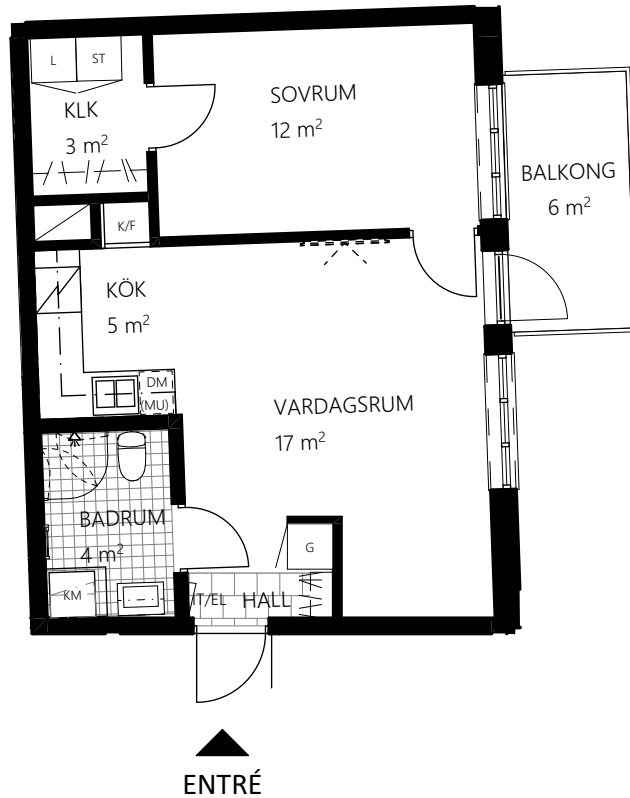 L
ST
KLK
3 m²
SOVRUM
12 m²
BALKONG
6 m²
K/F
KÖK
5 m²
DM
(MU)
VARDAGSRUM
17 m²
BADRUM
4 m²
G
KM
IT/EL
HALL
ENTRÉ